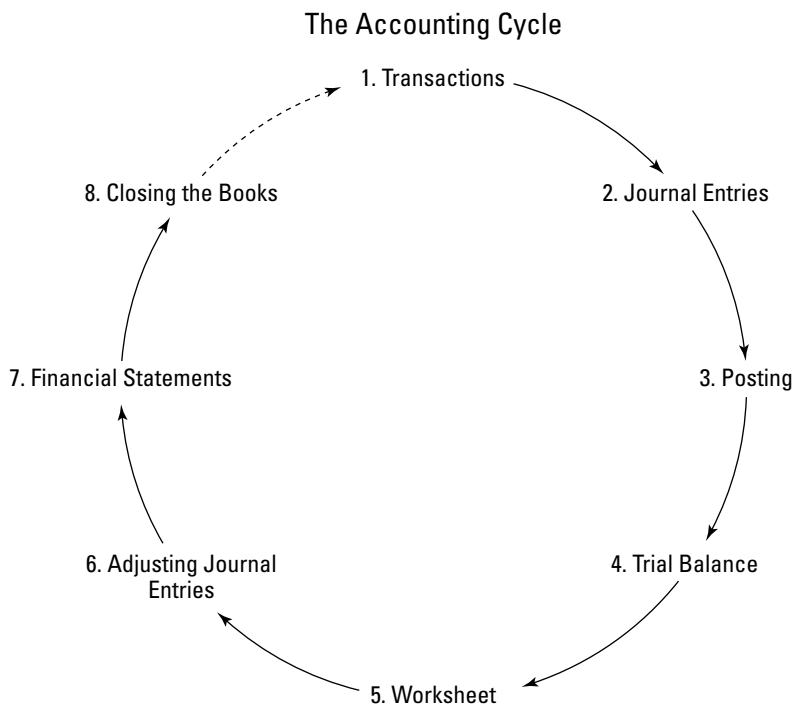 The Accounting Cycle
1. Transactions
2. Journal Entries
3. Posting
4. Trial Balance
5. Worksheet
6. Adjusting Journal
Entries
7. Financial Statements
8. Closing the Books